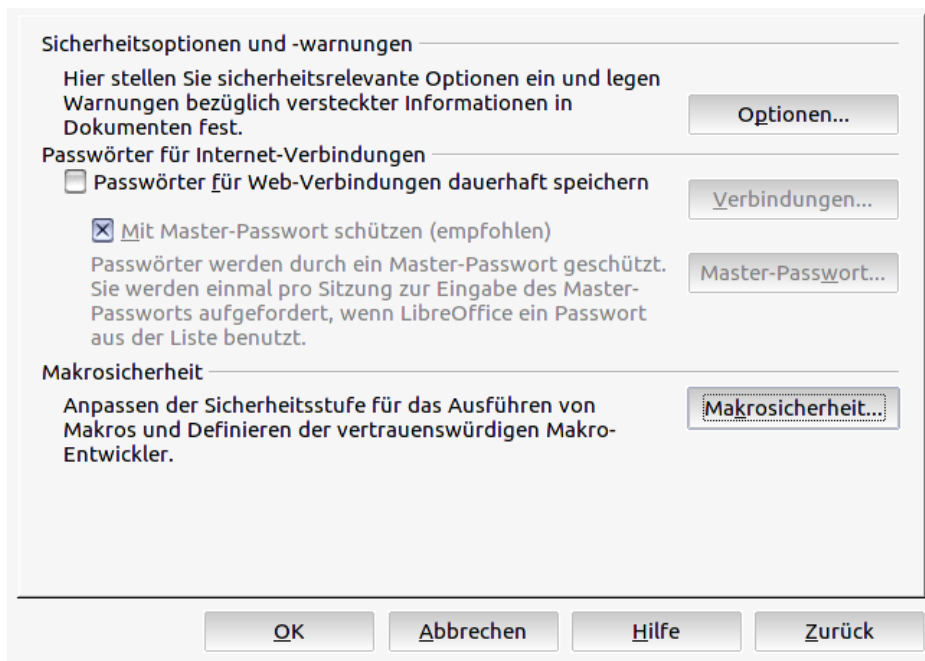 Sicherheitsoptionen und -warnungen
Hier stellen Sie sicherheitsrelevante Optionen ein und legen
Warnungen bezüglich versteckter Informationen in
Dokumenten fest.
Optionen...
Passwörter für Internet-Verbindungen
Passwörter für Web-Verbindungen dauerhaft speichern
Verbindungen...
Mit Master-Passwort schützen (empfohlen)
Passwörter werden durch ein Master-Passwort geschützt.
Sie werden einmal pro Sitzung zur Eingabe des Master-
Passworts aufgefordert, wenn LibreOffice ein Passwort
aus der Liste benutzt.
Master-Passwort...
Makrosicherheit
Anpassen der Sicherheitsstufe für das Ausführen von
Makros und Definieren der vertrauenswürdigen Makro-
Entwickler.
Makrosicherheit...
OK
Abbrechen
Hilfe
Zurück